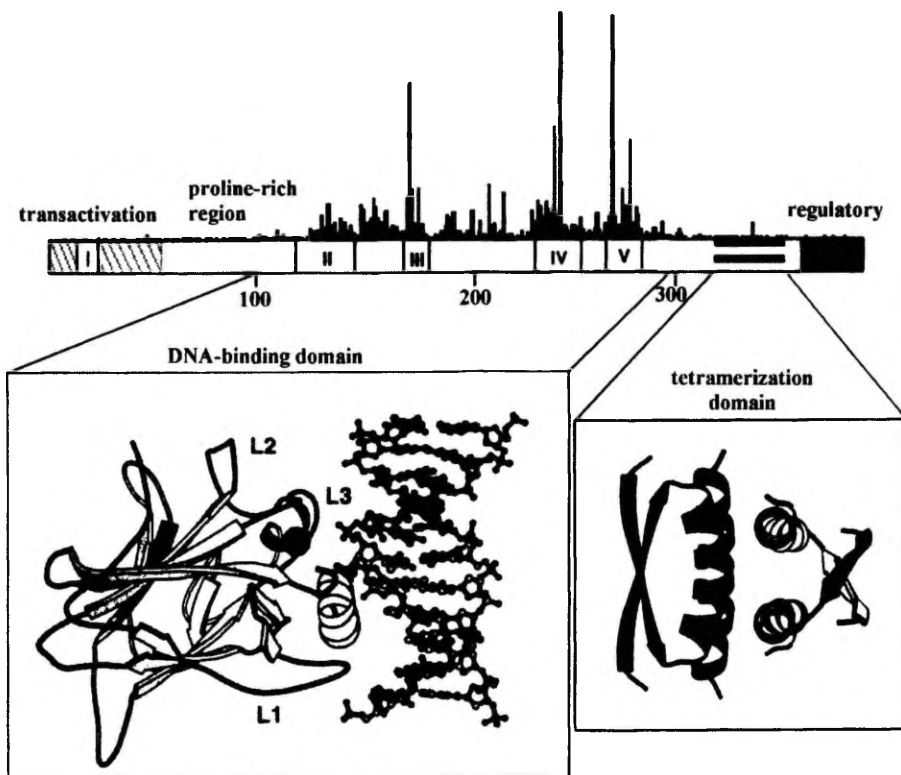 proline-rich
region
transactivation
regulatory
I
II
III
IV
V
100
200
300
DNA-binding domain
tetramerization
domain
L2
L3
L1